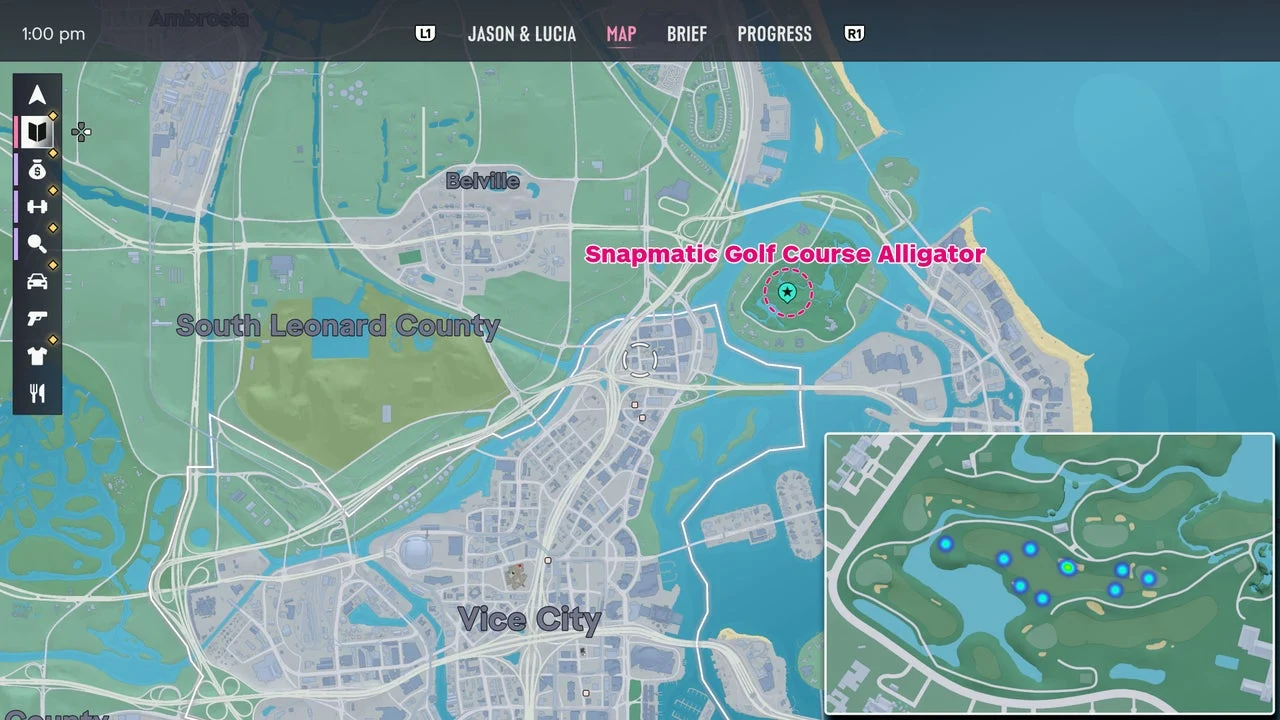 Ambrosia
1:00 pm
L1
JASON & LUCIA
MAP
BRIEF
PROGRESS
R1
$
Belville
Snapmatic Golf Course Alligator
South Leonard County
Vice City
County